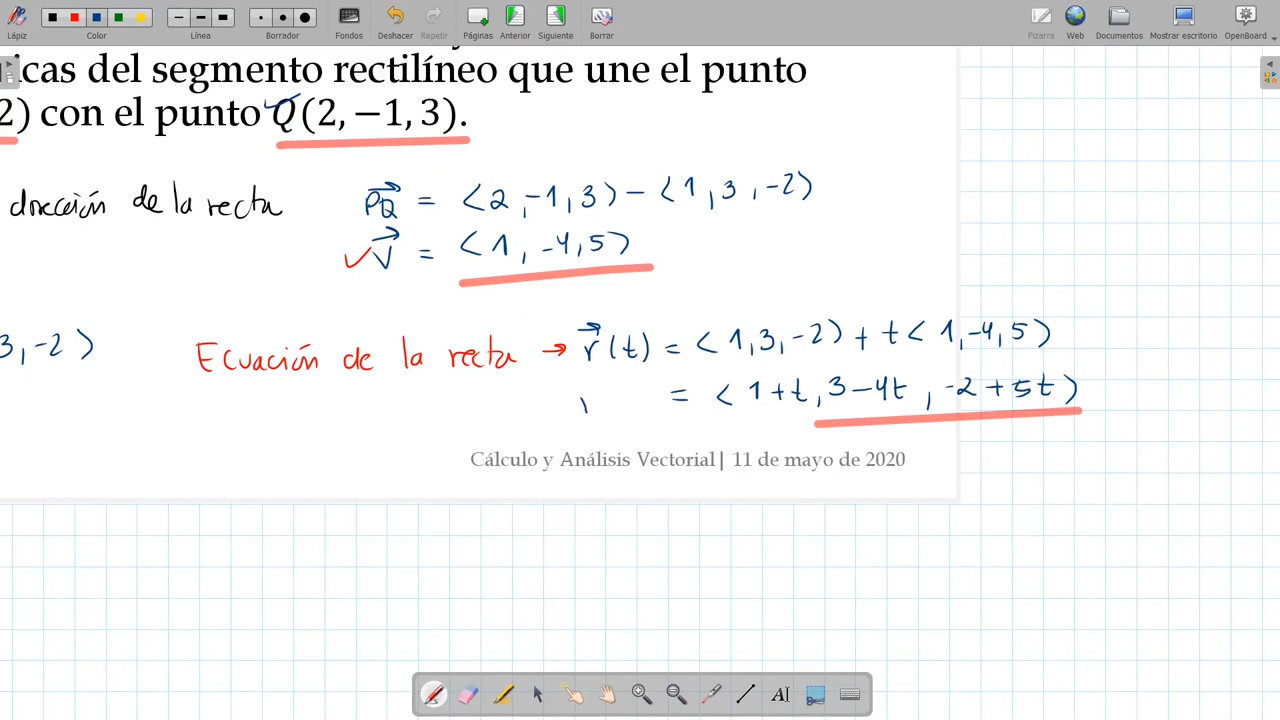 Lápiz Color Línea Borrador Fondos Deshacer Repetir Páginas Anterior Siguiente Borrar Pizarra Web Documentos Mostrar escritorio OpenBoard
icas del segmento rectilíneo que une el punto
2) con el punto Q(2, −1, 3).
dirección de la recta
PQ = ⟨2, -1, 3⟩ − ⟨1, 3, -2⟩
✓ v = ⟨1, -4, 5⟩
3, -2⟩
Ecuación de la recta → r(t) = ⟨1, 3, -2⟩ + t⟨1, -4, 5⟩
= ⟨1+t, 3−4t, -2+5t⟩
Cálculo y Análisis Vectorial| 11 de mayo de 2020
AI